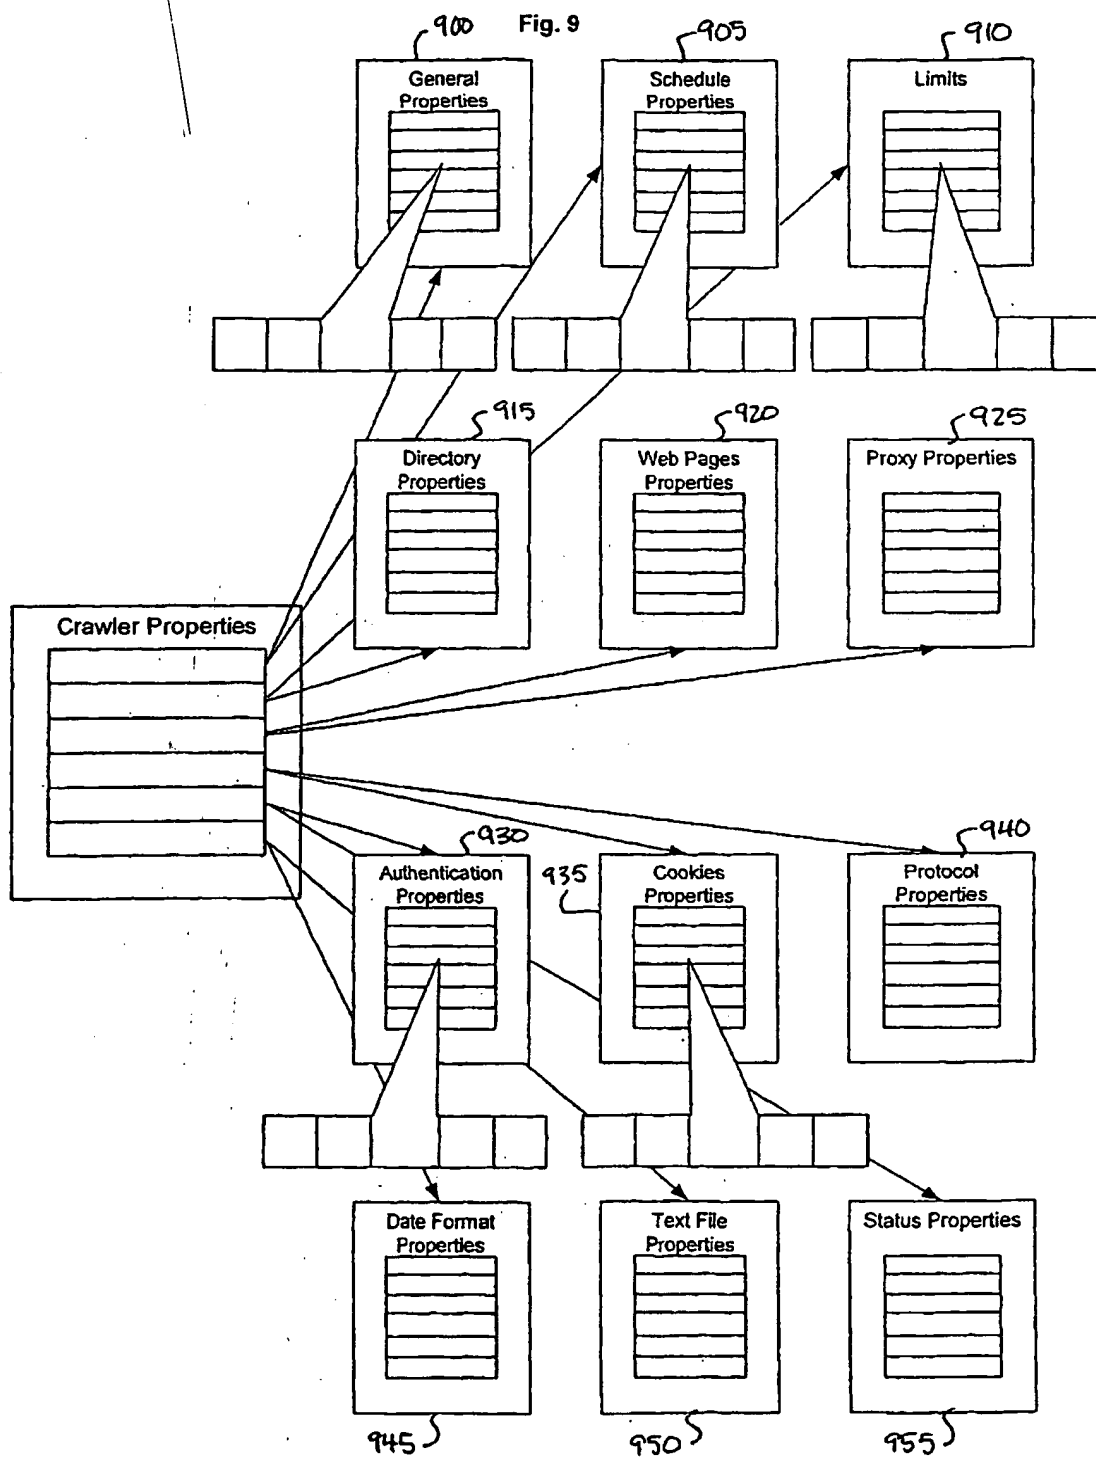 Fig. 9
900
905
910
General
Properties
Schedule
Properties
Limits
915
920
925
Directory
Properties
Web Pages
Properties
Proxy Properties
Crawler Properties
930
935
940
Authentication
Properties
Cookies
Properties
Protocol
Properties
Date Format
Properties
Text File
Properties
Status Properties
945
950
955